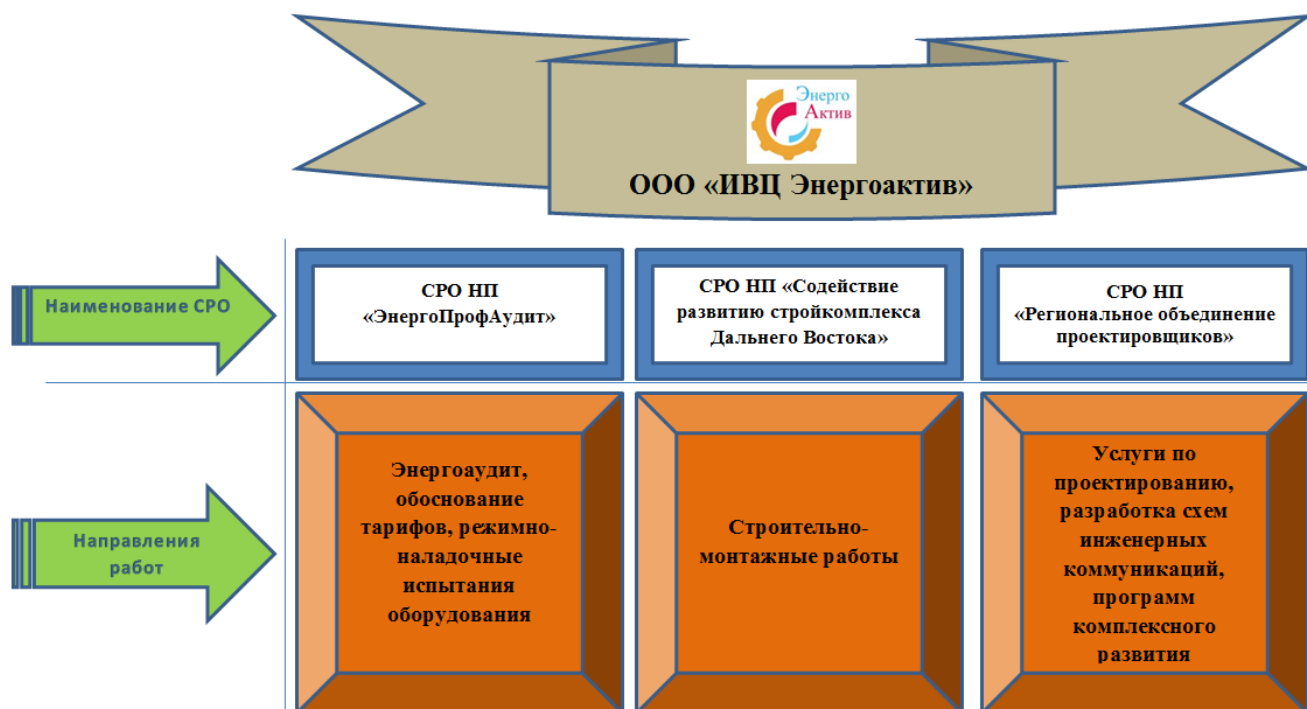 Энерго
Актив
ООО «ИВЦ Энергоактив»
Наименование СРО
СРО НП
«ЭнергоПрофАудит»
СРО НП «Содействие
развитию стройкомплекса
Дальнего Востока»
СРО НП
«Региональное объединение
проектировщиков»
Направления
работ
Энергоаудит,
обоснование
тарифов, режимно-
наладочные
испытания
оборудования
Строительно-
монтажные работы
Услуги по
проектированию,
разработка схем
инженерных
коммуникаций,
программ
комплексного
развития